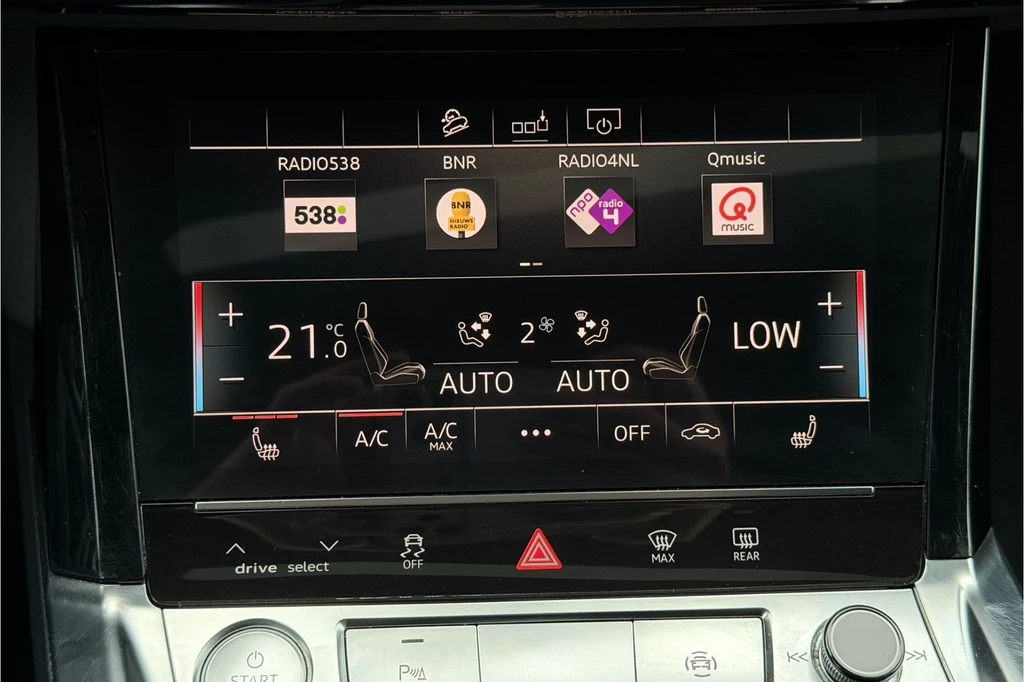 RADIO538 BNR RADIO4NL Qmusic
538
BNR
NIEUWS
RADIO
npo radio
4
music
+ +
21.0 °C 2 LOW
AUTO AUTO
A/C A/C MAX ••• OFF
drive select OFF MAX REAR
START P